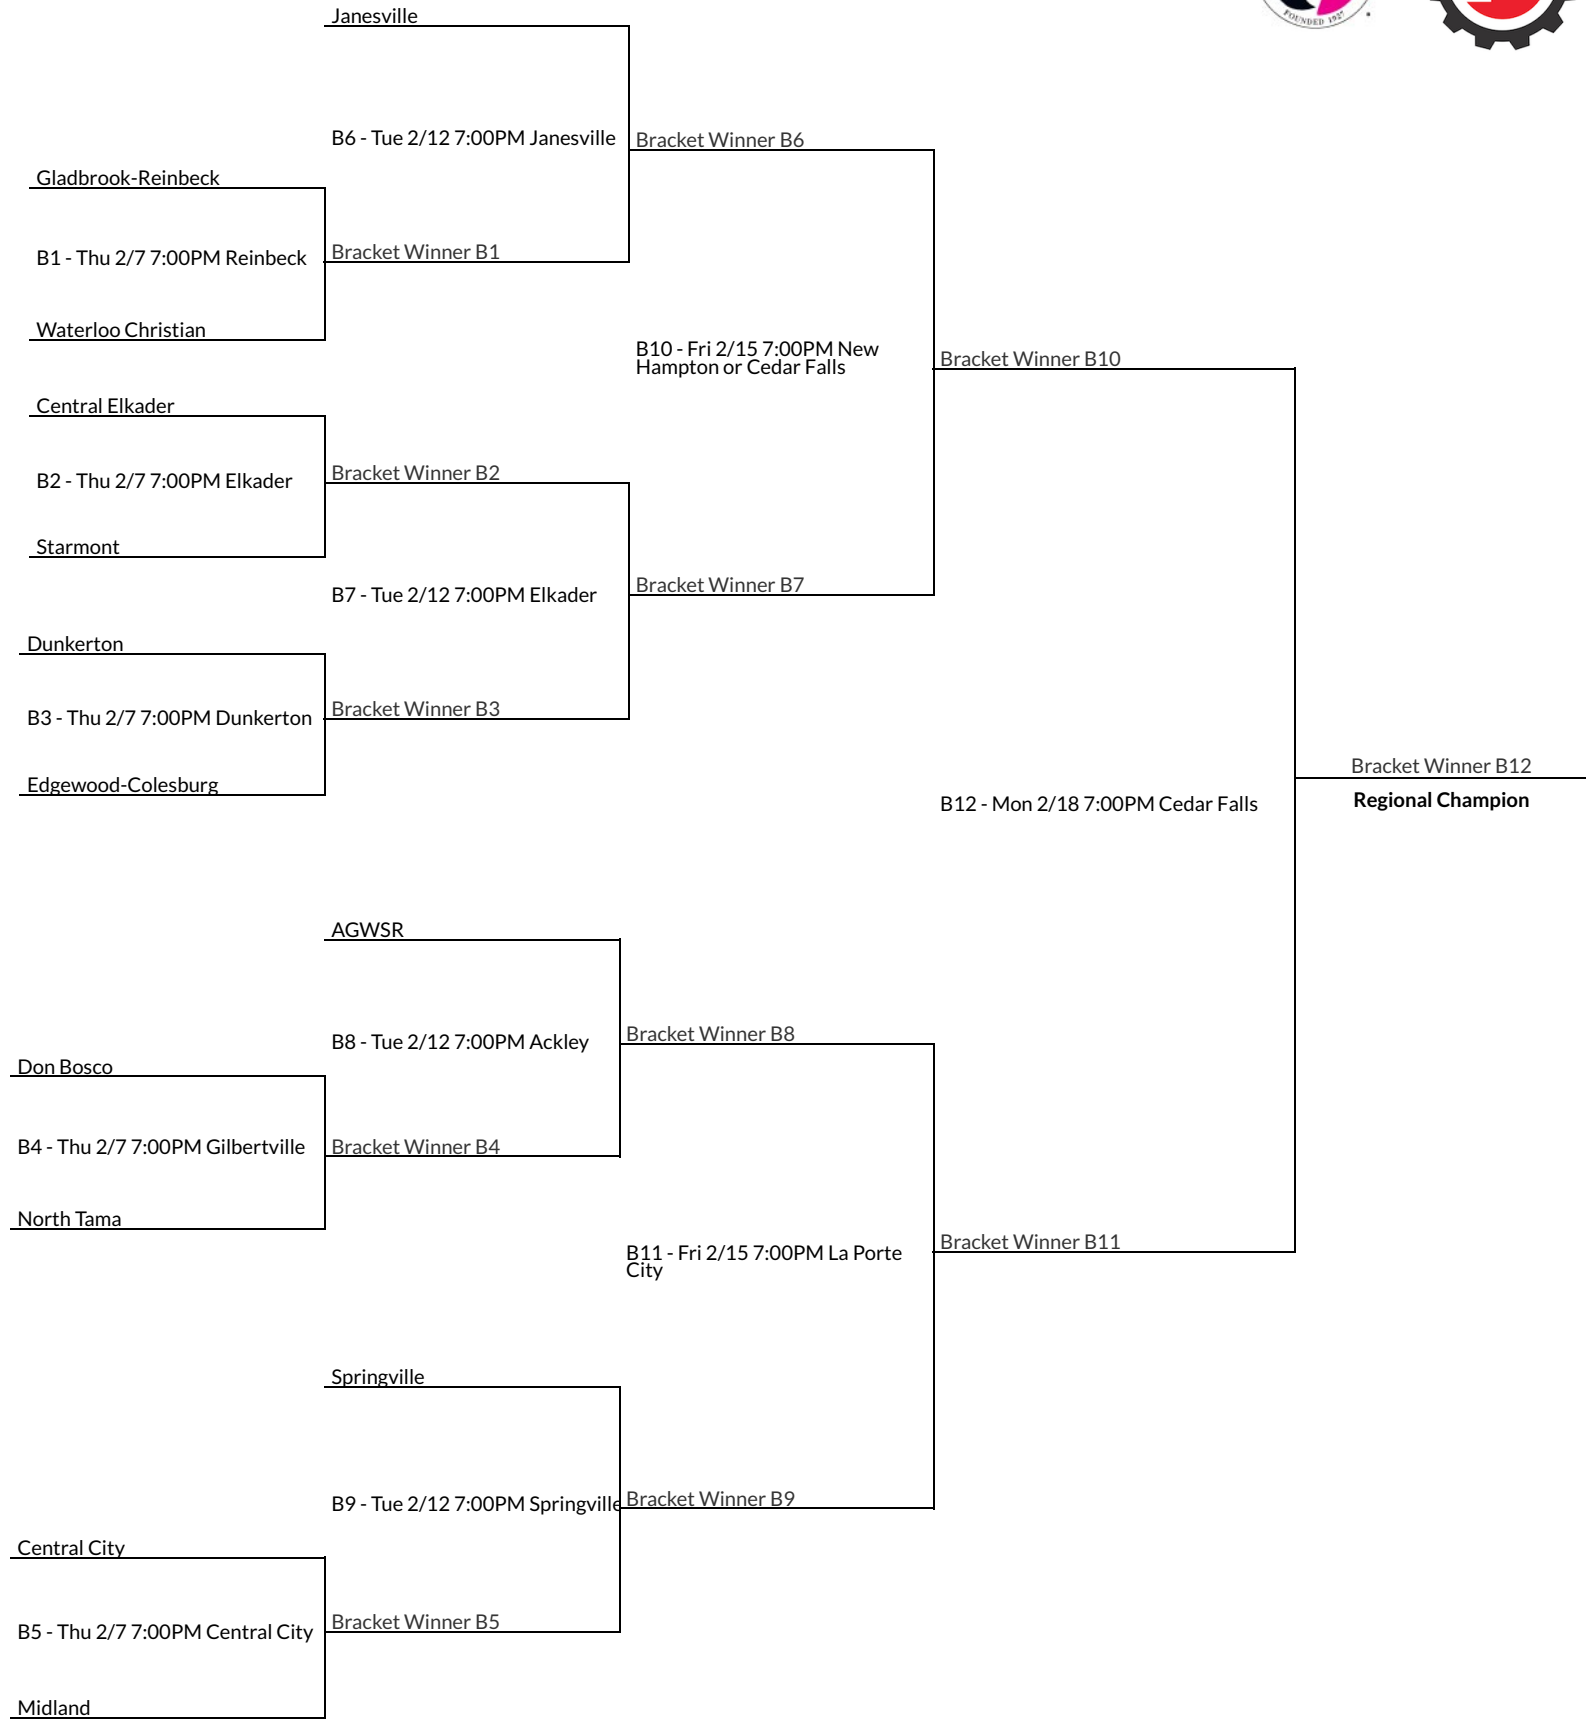 FOUNDED 1927
Janesville
B6 - Tue 2/12 7:00PM Janesville
Bracket Winner B6
Gladbrook-Reinbeck
B1 - Thu 2/7 7:00PM Reinbeck
Bracket Winner B1
Waterloo Christian
B10 - Fri 2/15 7:00PM New
Hampton or Cedar Falls
Bracket Winner B10
Central Elkader
B2 - Thu 2/7 7:00PM Elkader
Bracket Winner B2
Starmont
B7 - Tue 2/12 7:00PM Elkader
Bracket Winner B7
Dunkerton
B3 - Thu 2/7 7:00PM Dunkerton
Bracket Winner B3
Edgewood-Colesburg
B12 - Mon 2/18 7:00PM Cedar Falls
Bracket Winner B12
Regional Champion
AGWSR
B8 - Tue 2/12 7:00PM Ackley
Bracket Winner B8
Don Bosco
B4 - Thu 2/7 7:00PM Gilbertville
Bracket Winner B4
North Tama
B11 - Fri 2/15 7:00PM La Porte
City
Bracket Winner B11
Springville
B9 - Tue 2/12 7:00PM Springville
Bracket Winner B9
Central City
B5 - Thu 2/7 7:00PM Central City
Bracket Winner B5
Midland